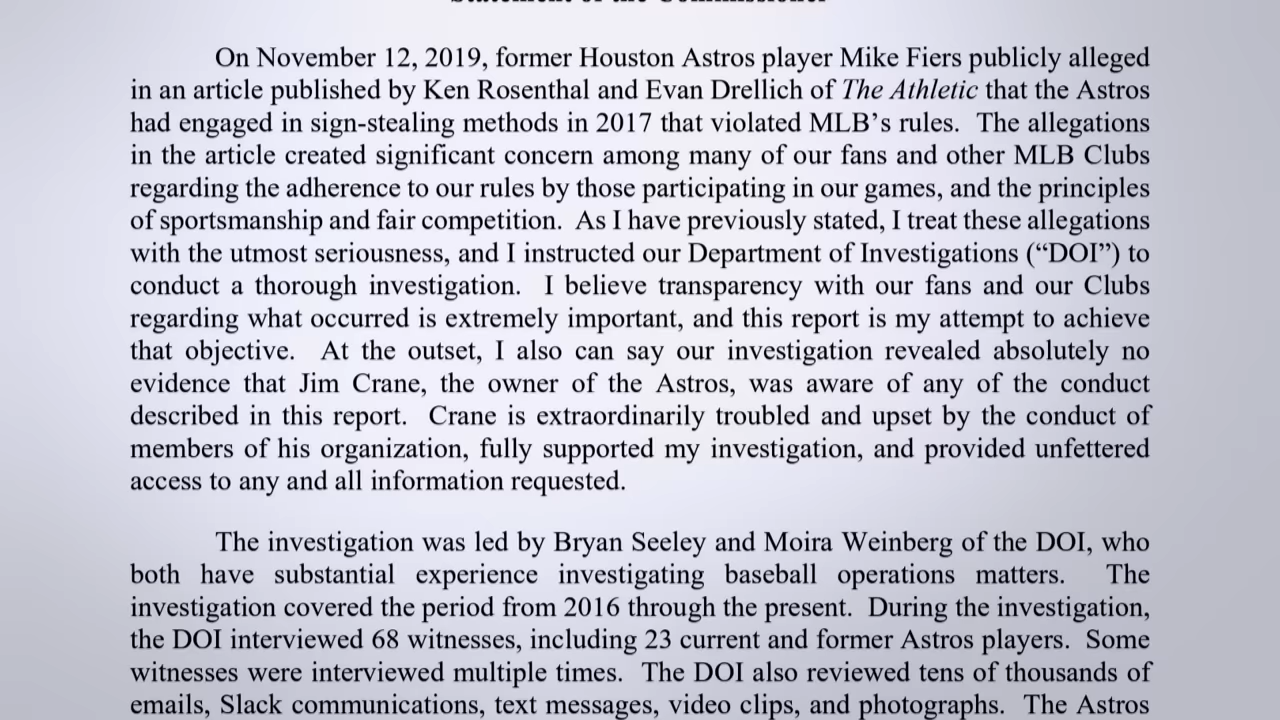 Statement of the Commissioner
On November 12, 2019, former Houston Astros player Mike Fiers publicly alleged
in an article published by Ken Rosenthal and Evan Drellich of The Athletic that the Astros
had engaged in sign-stealing methods in 2017 that violated MLB’s rules. The allegations
in the article created significant concern among many of our fans and other MLB Clubs
regarding the adherence to our rules by those participating in our games, and the principles
of sportsmanship and fair competition. As I have previously stated, I treat these allegations
with the utmost seriousness, and I instructed our Department of Investigations (“DOI”) to
conduct a thorough investigation. I believe transparency with our fans and our Clubs
regarding what occurred is extremely important, and this report is my attempt to achieve
that objective. At the outset, I also can say our investigation revealed absolutely no
evidence that Jim Crane, the owner of the Astros, was aware of any of the conduct
described in this report. Crane is extraordinarily troubled and upset by the conduct of
members of his organization, fully supported my investigation, and provided unfettered
access to any and all information requested.
The investigation was led by Bryan Seeley and Moira Weinberg of the DOI, who
both have substantial experience investigating baseball operations matters. The
investigation covered the period from 2016 through the present. During the investigation,
the DOI interviewed 68 witnesses, including 23 current and former Astros players. Some
witnesses were interviewed multiple times. The DOI also reviewed tens of thousands of
emails, Slack communications, text messages, video clips, and photographs. The Astros